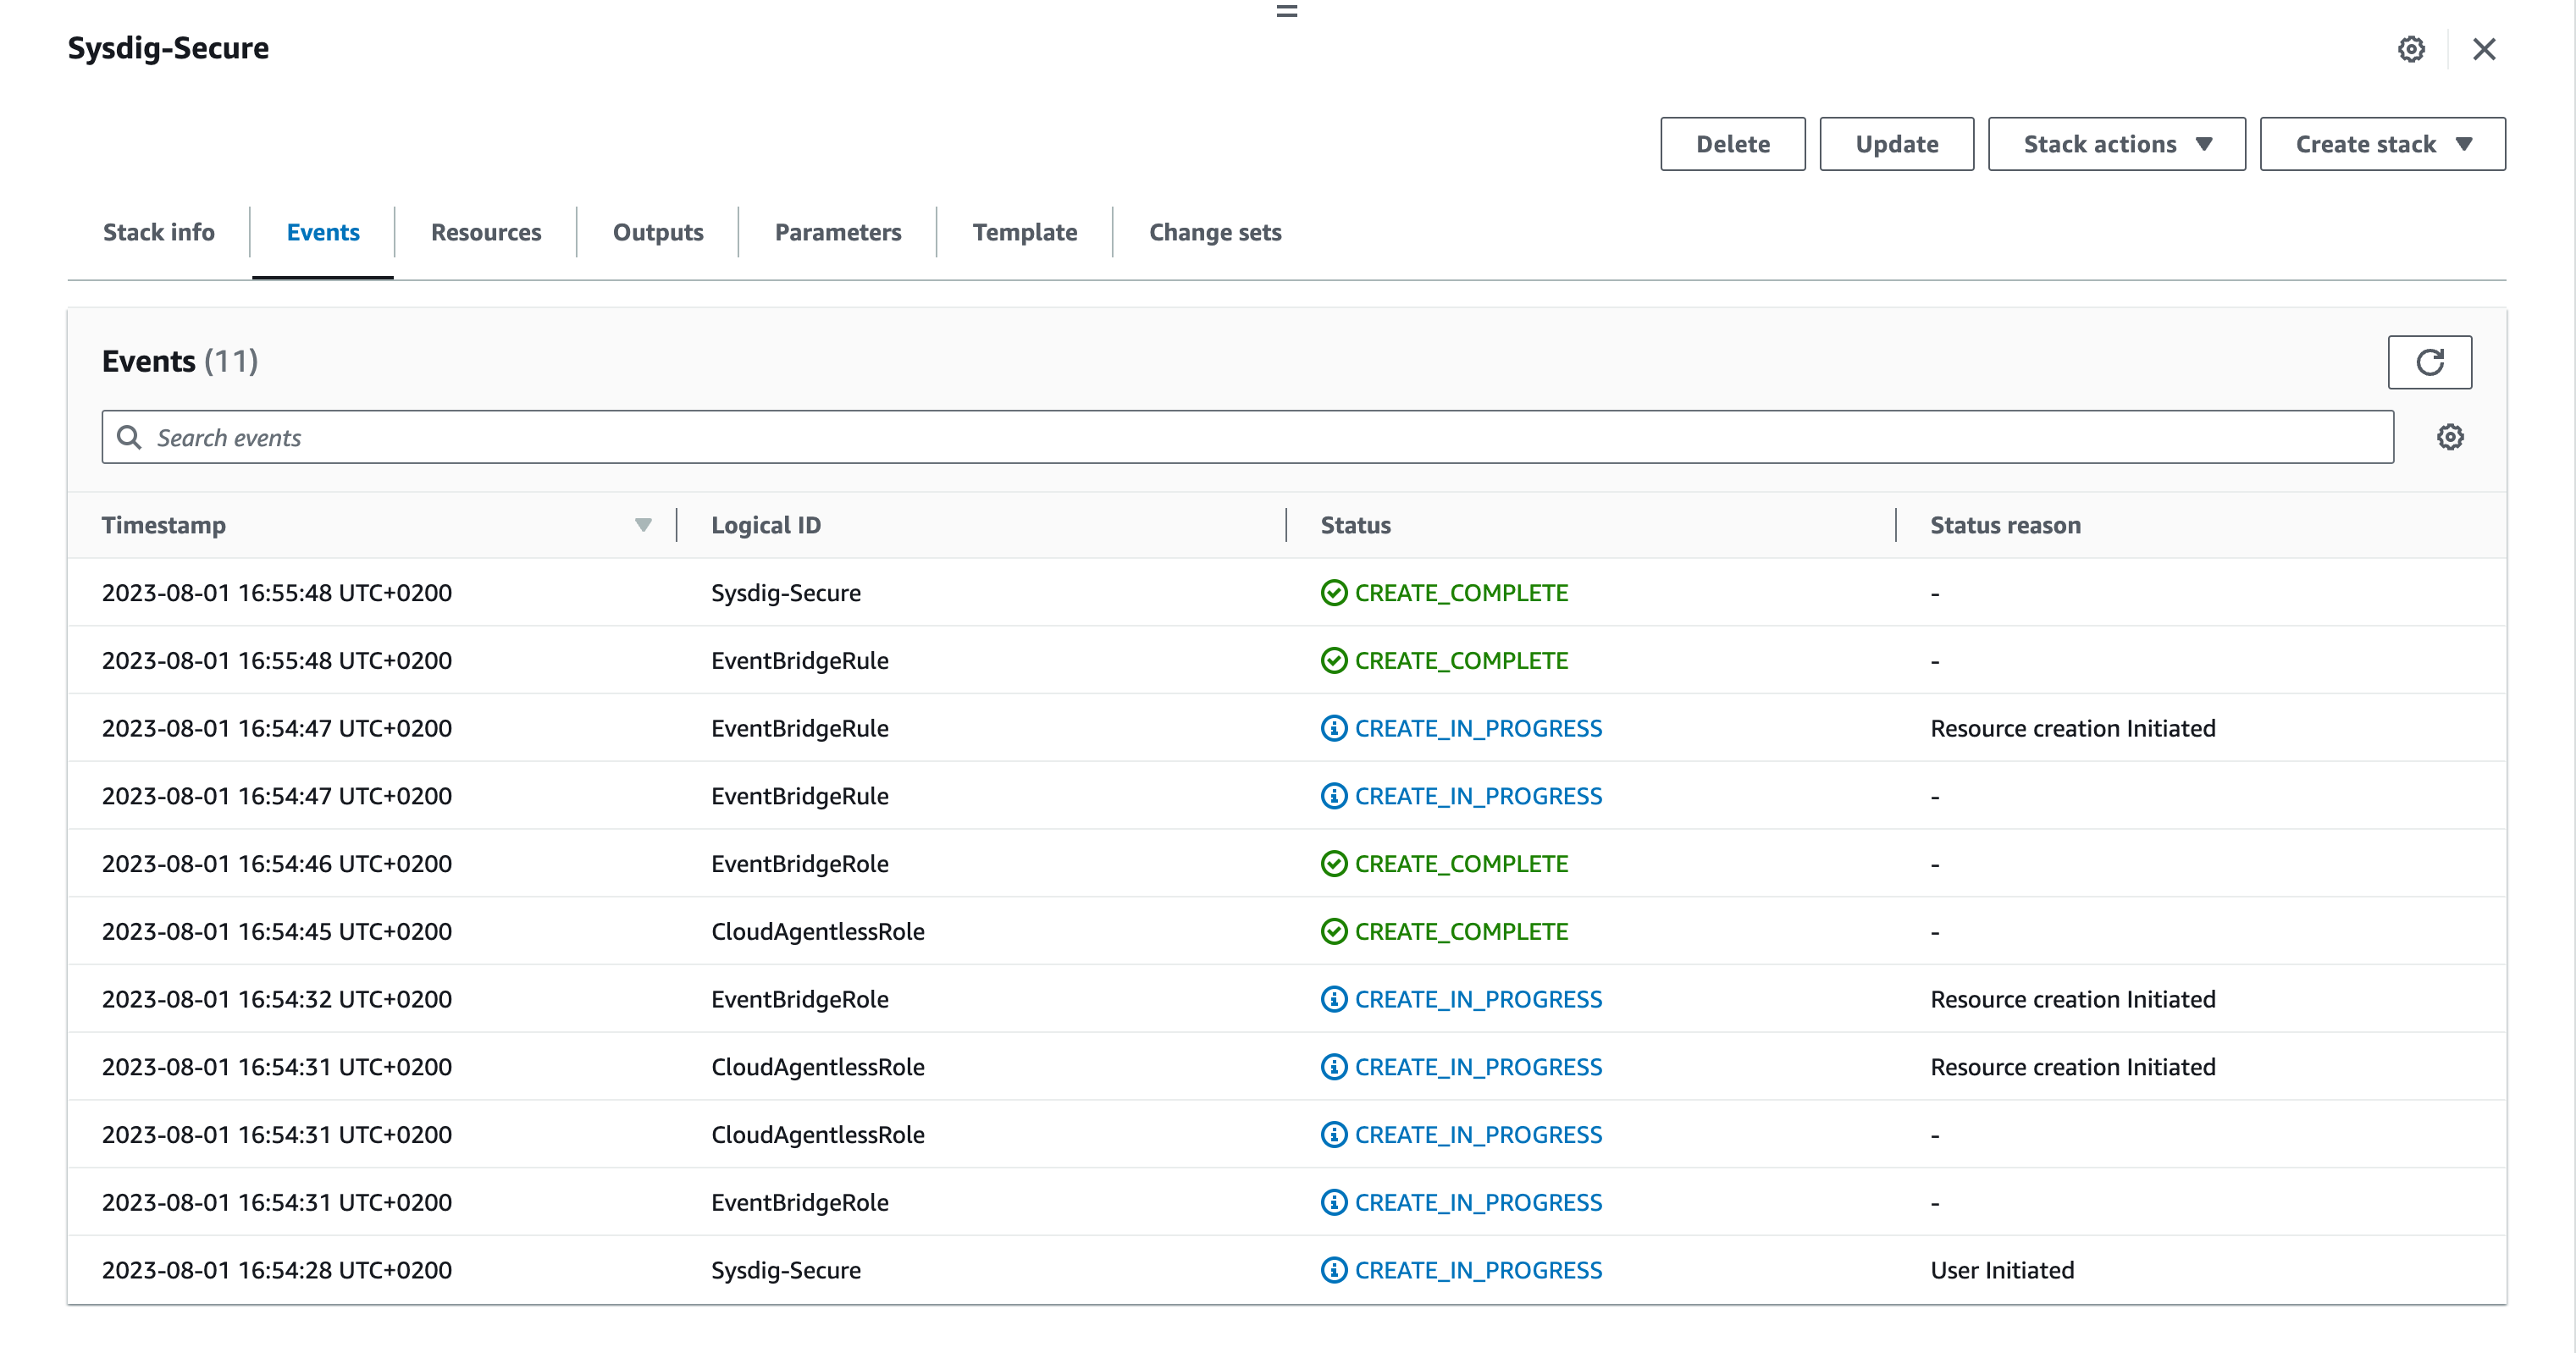 Sysdig-Secure
Delete Update Stack actions Create stack
Stack info Events Resources Outputs Parameters Template Change sets
Events (11)
Search events
Timestamp Logical ID Status Status reason
2023-08-01 16:55:48 UTC+0200 Sysdig-Secure CREATE_COMPLETE -
2023-08-01 16:55:48 UTC+0200 EventBridgeRule CREATE_COMPLETE -
2023-08-01 16:54:47 UTC+0200 EventBridgeRule CREATE_IN_PROGRESS Resource creation Initiated
2023-08-01 16:54:47 UTC+0200 EventBridgeRule CREATE_IN_PROGRESS -
2023-08-01 16:54:46 UTC+0200 EventBridgeRole CREATE_COMPLETE -
2023-08-01 16:54:45 UTC+0200 CloudAgentlessRole CREATE_COMPLETE -
2023-08-01 16:54:32 UTC+0200 EventBridgeRole CREATE_IN_PROGRESS Resource creation Initiated
2023-08-01 16:54:31 UTC+0200 CloudAgentlessRole CREATE_IN_PROGRESS Resource creation Initiated
2023-08-01 16:54:31 UTC+0200 CloudAgentlessRole CREATE_IN_PROGRESS -
2023-08-01 16:54:31 UTC+0200 EventBridgeRole CREATE_IN_PROGRESS -
2023-08-01 16:54:28 UTC+0200 Sysdig-Secure CREATE_IN_PROGRESS User Initiated